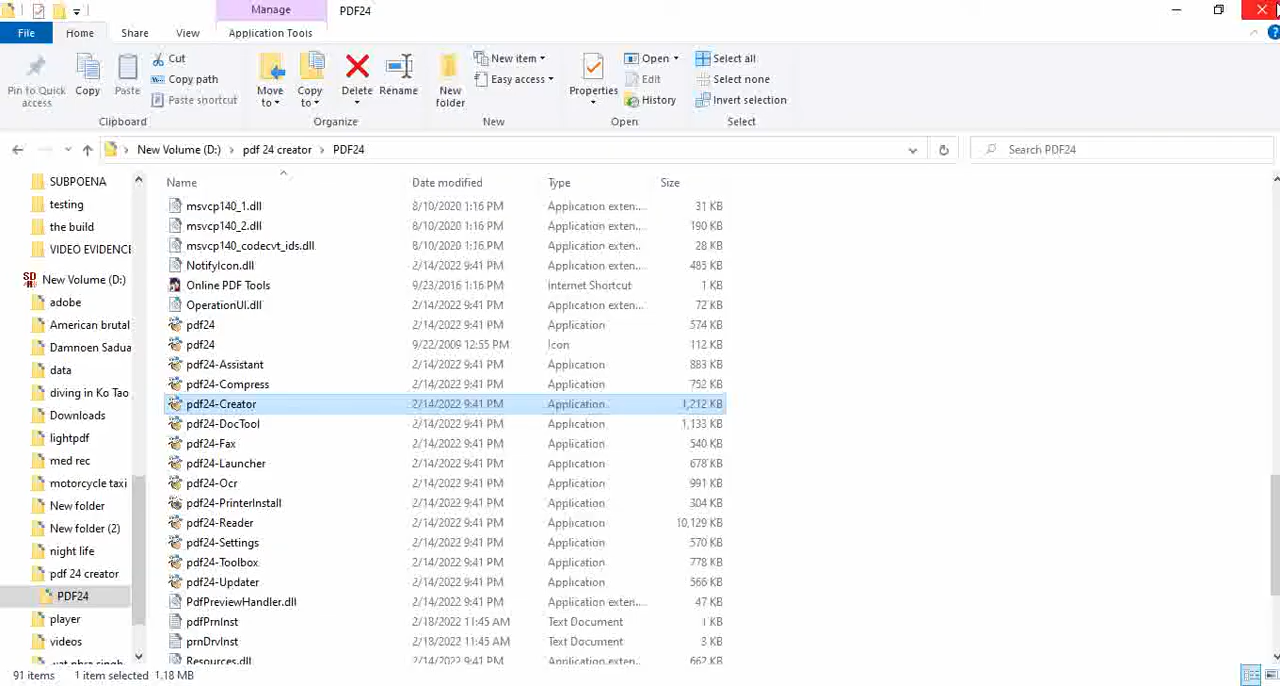 Manage
PDF24
File
Home
Share
View
Application Tools
Pin to Quick access
Copy
Paste
Cut
Copy path
Paste shortcut
Clipboard
Move to
Copy to
Delete
Rename
Organize
New folder
New item
Easy access
New
Properties
Open
Edit
History
Open
Select all
Select none
Invert selection
Select
New Volume (D:) › pdf 24 creator › PDF24
Search PDF24
SUBPOENA
testing
the build
VIDEO EVIDENCE
New Volume (D:)
adobe
American brutal
Damnoen Sadua
data
diving in Ko Tao
Downloads
lightpdf
med rec
motorcycle taxi
New folder
New folder (2)
night life
pdf 24 creator
PDF24
player
videos
Name Date modified Type Size
msvcp140_1.dll 8/10/2020 1:16 PM Application exten... 31 KB
msvcp140_2.dll 8/10/2020 1:16 PM Application exten... 190 KB
msvcp140_codecvt_ids.dll 8/10/2020 1:16 PM Application exten... 28 KB
NotifyIcon.dll 2/14/2022 9:41 PM Application exten... 485 KB
Online PDF Tools 9/23/2016 1:16 PM Internet Shortcut 1 KB
OperationUI.dll 2/14/2022 9:41 PM Application exten... 72 KB
pdf24 2/14/2022 9:41 PM Application 574 KB
pdf24 9/22/2009 12:55 PM Icon 112 KB
pdf24-Assistant 2/14/2022 9:41 PM Application 883 KB
pdf24-Compress 2/14/2022 9:41 PM Application 752 KB
pdf24-Creator 2/14/2022 9:41 PM Application 1,212 KB
pdf24-DocTool 2/14/2022 9:41 PM Application 1,133 KB
pdf24-Fax 2/14/2022 9:41 PM Application 540 KB
pdf24-Launcher 2/14/2022 9:41 PM Application 678 KB
pdf24-Ocr 2/14/2022 9:41 PM Application 991 KB
pdf24-PrinterInstall 2/14/2022 9:41 PM Application 304 KB
pdf24-Reader 2/14/2022 9:41 PM Application 10,129 KB
pdf24-Settings 2/14/2022 9:41 PM Application 570 KB
pdf24-Toolbox 2/14/2022 9:41 PM Application 778 KB
pdf24-Updater 2/14/2022 9:41 PM Application 566 KB
PdfPreviewHandler.dll 2/14/2022 9:41 PM Application exten... 47 KB
pdfPrnInst 2/18/2022 11:45 AM Text Document 1 KB
prnDrvInst 2/18/2022 11:45 AM Text Document 3 KB
Resources.dll 2/14/2022 9:41 PM Application exten... 662 KB
91 items 1 item selected 1.18 MB